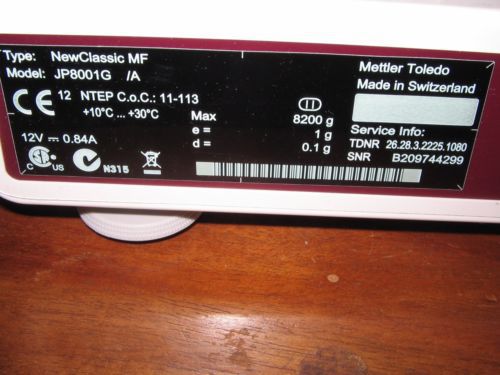 Type: NewClassic MF
Model: JP8001G /A
CE 12 NTEP C.o.C.: 11-113
+10°C ... +30°C
12V ⎓ 0.84A
C US
N315
Max 8200 g
e = 1 g
d = 0.1 g
Mettler Toledo
Made in Switzerland
Service Info:
TDNR 26.28.3.2225.1080
SNR B209744299